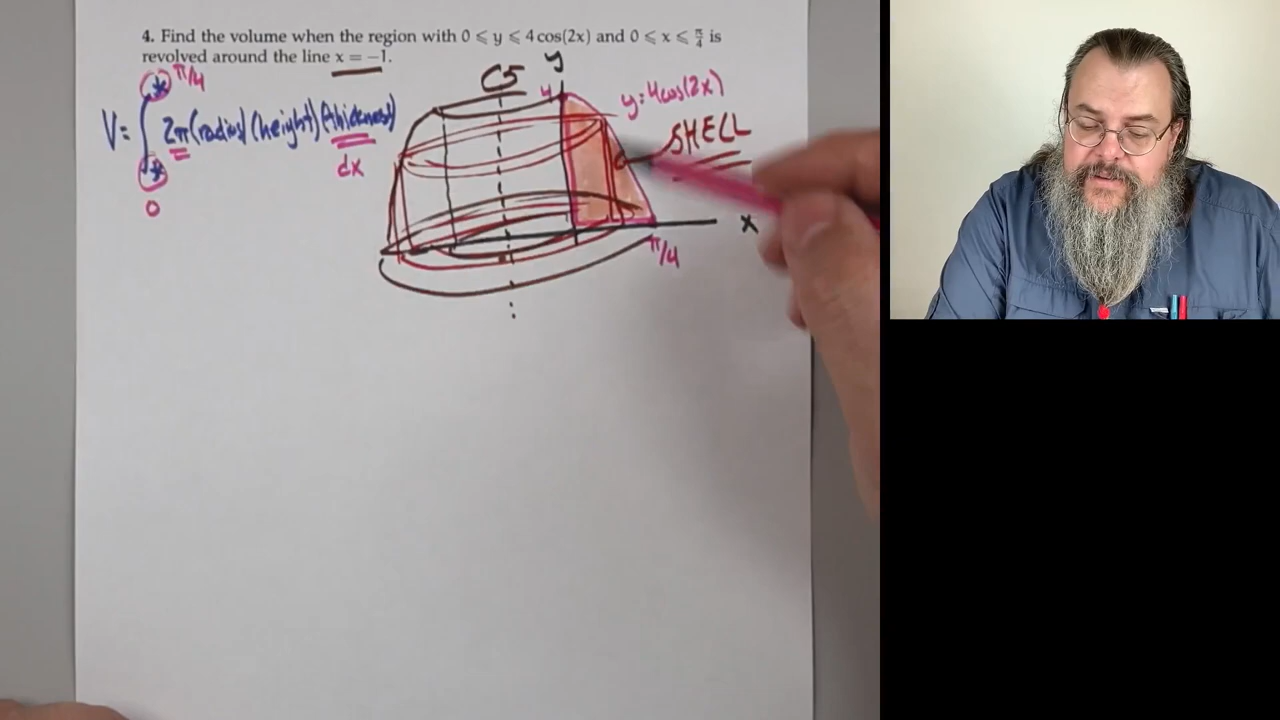 4. Find the volume when the region with 0 ⩽ y ⩽ 4 cos(2x) and 0 ⩽ x ⩽ π/4 is
revolved around the line x = −1.
π/4
V = ∫ 2π(radius)(height)(thickness)
dx
0
y
4
y=4cos(2x)
SHELL
x
π/4